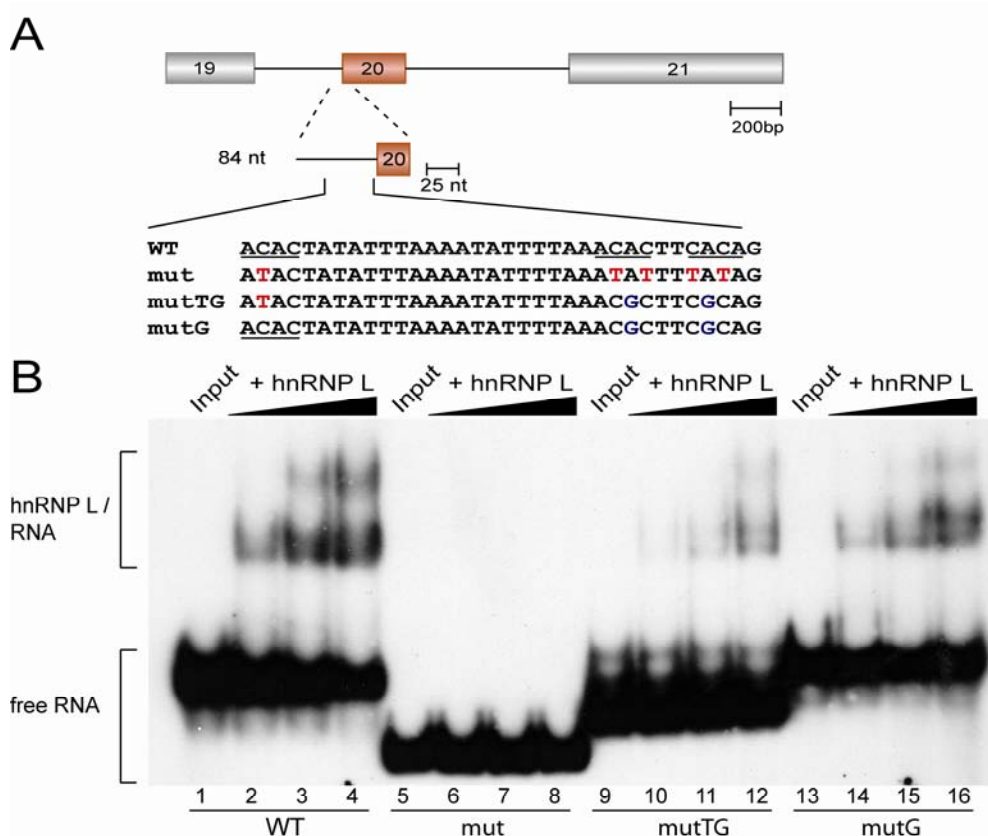 A
19
20
21
200bp
84 nt
20
25 nt
WT ACACTATATTTAAAATATTTTAAACACTTCACAG
mut ATACTATATTTAAAATATTTTAAATATTTTATAG
mutTG ATACTATATTTAAAATATTTTAAACGCTTCGCAG
mutG ACACTATATTTAAAATATTTTAAACGCTTCGCAG
B
Input + hnRNP L Input + hnRNP L Input + hnRNP L Input + hnRNP L
hnRNP L /
RNA
free RNA
1 2 3 4 5 6 7 8 9 10 11 12 13 14 15 16
WT mut mutTG mutG